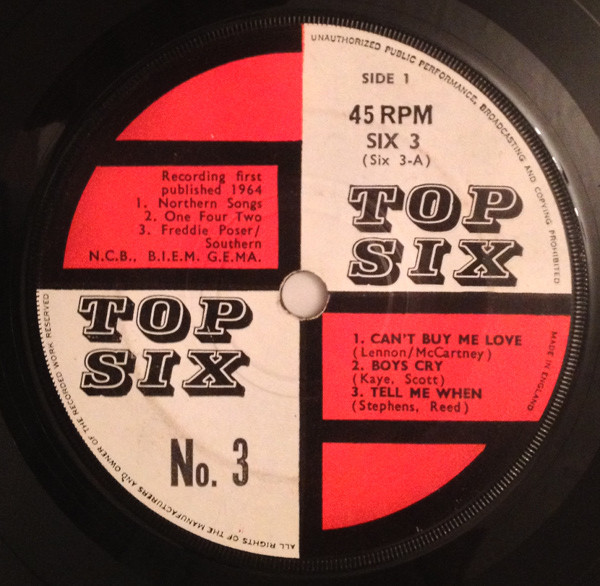 UNAUTHORIZED PUBLIC PERFORMANCE, BROADCASTING AND COPYING PROHIBITED
SIDE 1
45 RPM
SIX 3
(Six 3-A)
TOP
SIX
Recording first
published 1964
1. Northern Songs
2. One Four Two
3. Freddie Poser/
Southern
N.C.B., B.I.E.M. G.E.MA.
TOP
SIX
No. 3
1. CAN'T BUY ME LOVE
(Lennon/McCartney)
2. BOYS CRY
(Kaye, Scott)
3. TELL ME WHEN
(Stephens, Reed)
MADE IN ENGLAND
ALL RIGHTS OF THE MANUFACTURERS AND OWNER OF THE RECORDED WORK RESERVED